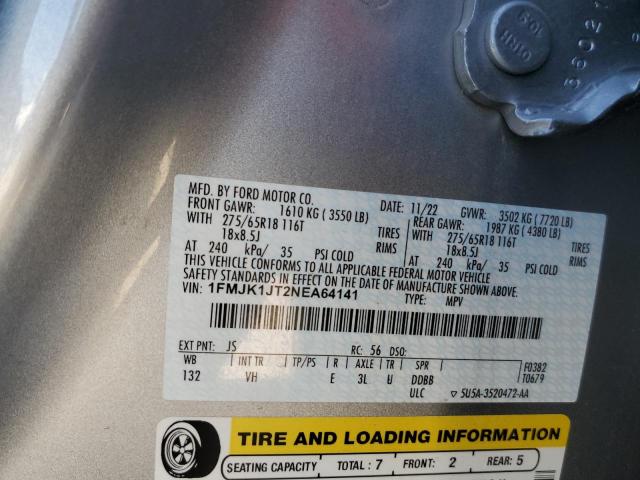 3502
MFD. BY FORD MOTOR CO.
11/22 GVWR: 3502 KG (7720 LB)
FRONT GAWR: 1610 KG (3550 LB) REAR GAWR: 1987 KG (4380 LB)
WITH 275/65R18 116T TIRES WITH 275/65R18 116T TIRES
18x8.5J RIMS 18x8.5J RIMS
AT 240 kPa/ 35 PSI COLD AT 240 kPa/ 35 PSI COLD
THIS VEHICLE CONFORMS TO ALL APPLICABLE FEDERAL MOTOR VEHICLE
SAFETY STANDARDS IN EFFECT ON THE DATE OF MANUFACTURE SHOWN ABOVE.
VIN: 1FMJK1JT2NEA64141 TYPE: MPV
EXT PNT: JS RC: 56 DSO: F0382
WB INT TR TP/PS R AXLE TR SPR T0679
132 VH E 3L U DDBB
ULC ▽ 5U5A-3520472-AA
TIRE AND LOADING INFORMATION
SEATING CAPACITY TOTAL : 7 FRONT: 2 REAR: 5